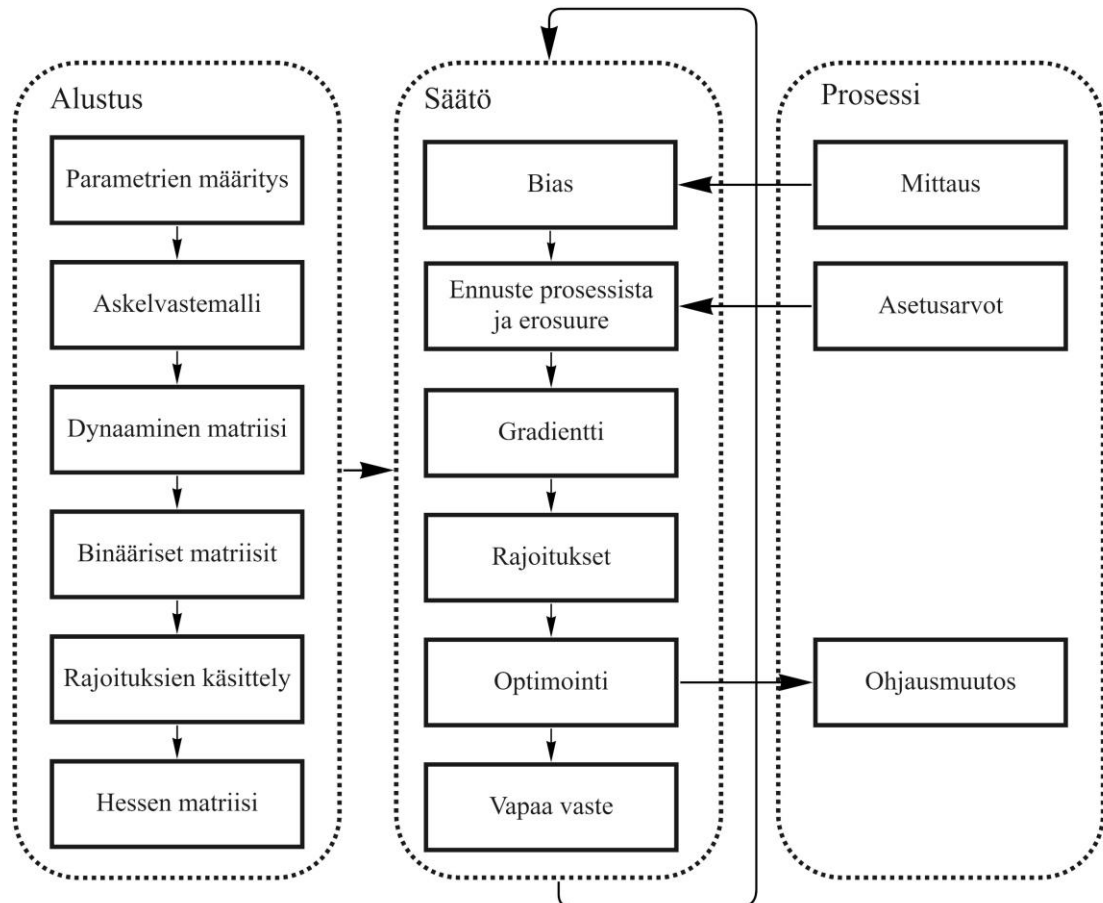 Alustus
Parametrien määritys
Askelvastemalli
Dynaaminen matriisi
Binääriset matriisit
Rajoituksien käsittely
Hessen matriisi
Säätö
Bias
Ennuste prosessista
ja erosuure
Gradientti
Rajoitukset
Optimointi
Vapaa vaste
Prosessi
Mittaus
Asetusarvot
Ohjausmuutos